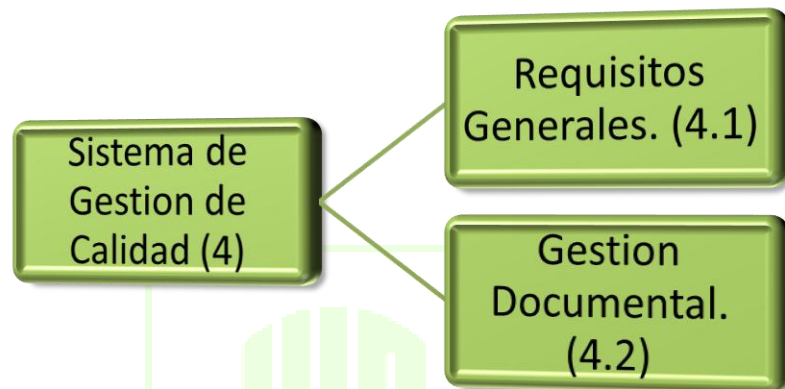 Sistema de
Gestion de
Calidad (4)
Requisitos
Generales. (4.1)
Gestion
Documental.
(4.2)